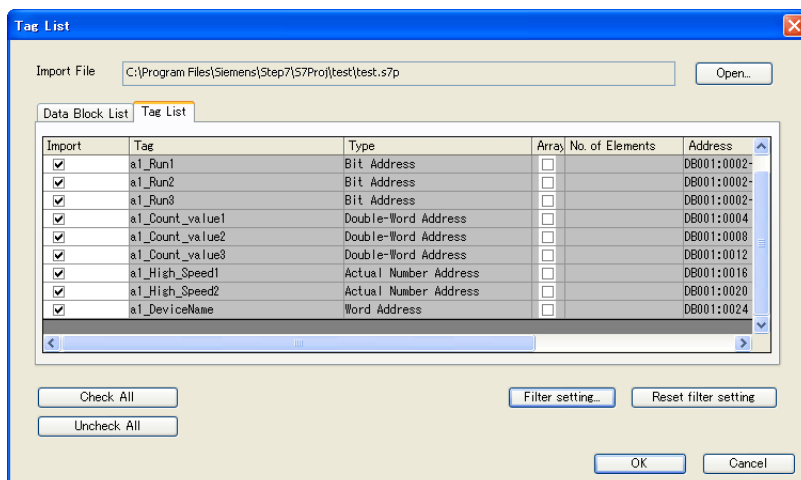 Tag List
Import File C:\Program Files\Siemens\Step7\S7Proj\test\test.s7p Open...
Data Block List Tag List
Import Tag Type Array No. of Elements Address
a1_Run1 Bit Address DB001:0002-
a1_Run2 Bit Address DB001:0002-
a1_Run3 Bit Address DB001:0002-
a1_Count_value1 Double-Word Address DB001:0004
a1_Count_value2 Double-Word Address DB001:0008
a1_Count_value3 Double-Word Address DB001:0012
a1_High_Speed1 Actual Number Address DB001:0016
a1_High_Speed2 Actual Number Address DB001:0020
a1_DeviceName Word Address DB001:0024
Check All Filter setting... Reset filter setting
Uncheck All
OK Cancel